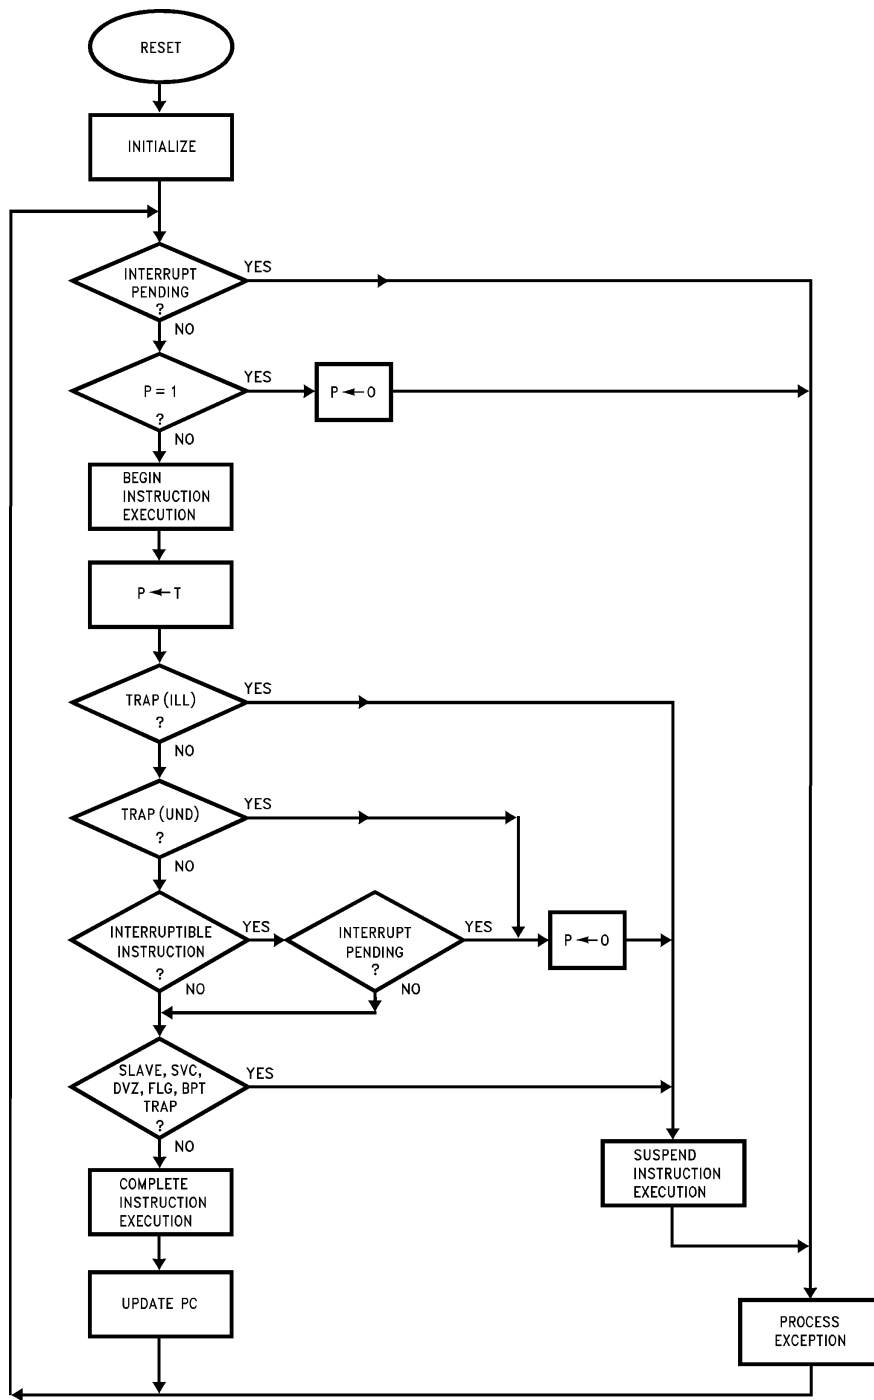 RESET
INITIALIZE
INTERRUPT
PENDING
?
YES
NO
P = 1
?
YES
NO
P ← 0
BEGIN
INSTRUCTION
EXECUTION
P ← T
TRAP (ILL)
?
YES
NO
TRAP (UND)
?
YES
NO
INTERRUPTIBLE
INSTRUCTION
?
YES
NO
INTERRUPT
PENDING
?
YES
NO
P ← 0
SLAVE, SVC,
DVZ, FLG, BPT
TRAP
?
YES
NO
COMPLETE
INSTRUCTION
EXECUTION
SUSPEND
INSTRUCTION
EXECUTION
UPDATE PC
PROCESS
EXCEPTION